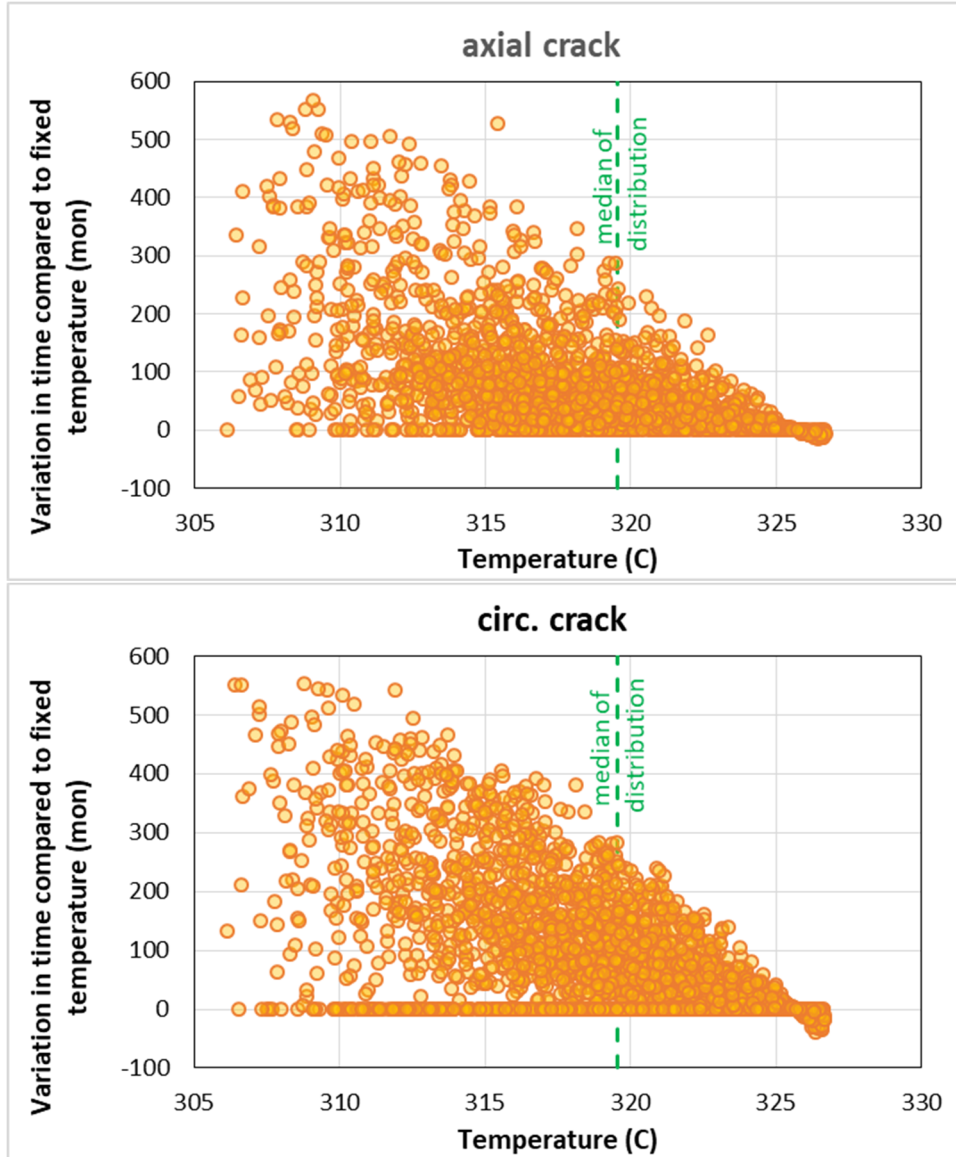 axial crack
Variation in time compared to fixed
temperature (mon)
600
500
400
300
200
100
0
-100
median of
distribution
305 310 315 320 325 330
Temperature (C)
circ. crack
Variation in time compared to fixed
temperature (mon)
600
500
400
300
200
100
0
-100
median of
distribution
305 310 315 320 325 330
Temperature (C)